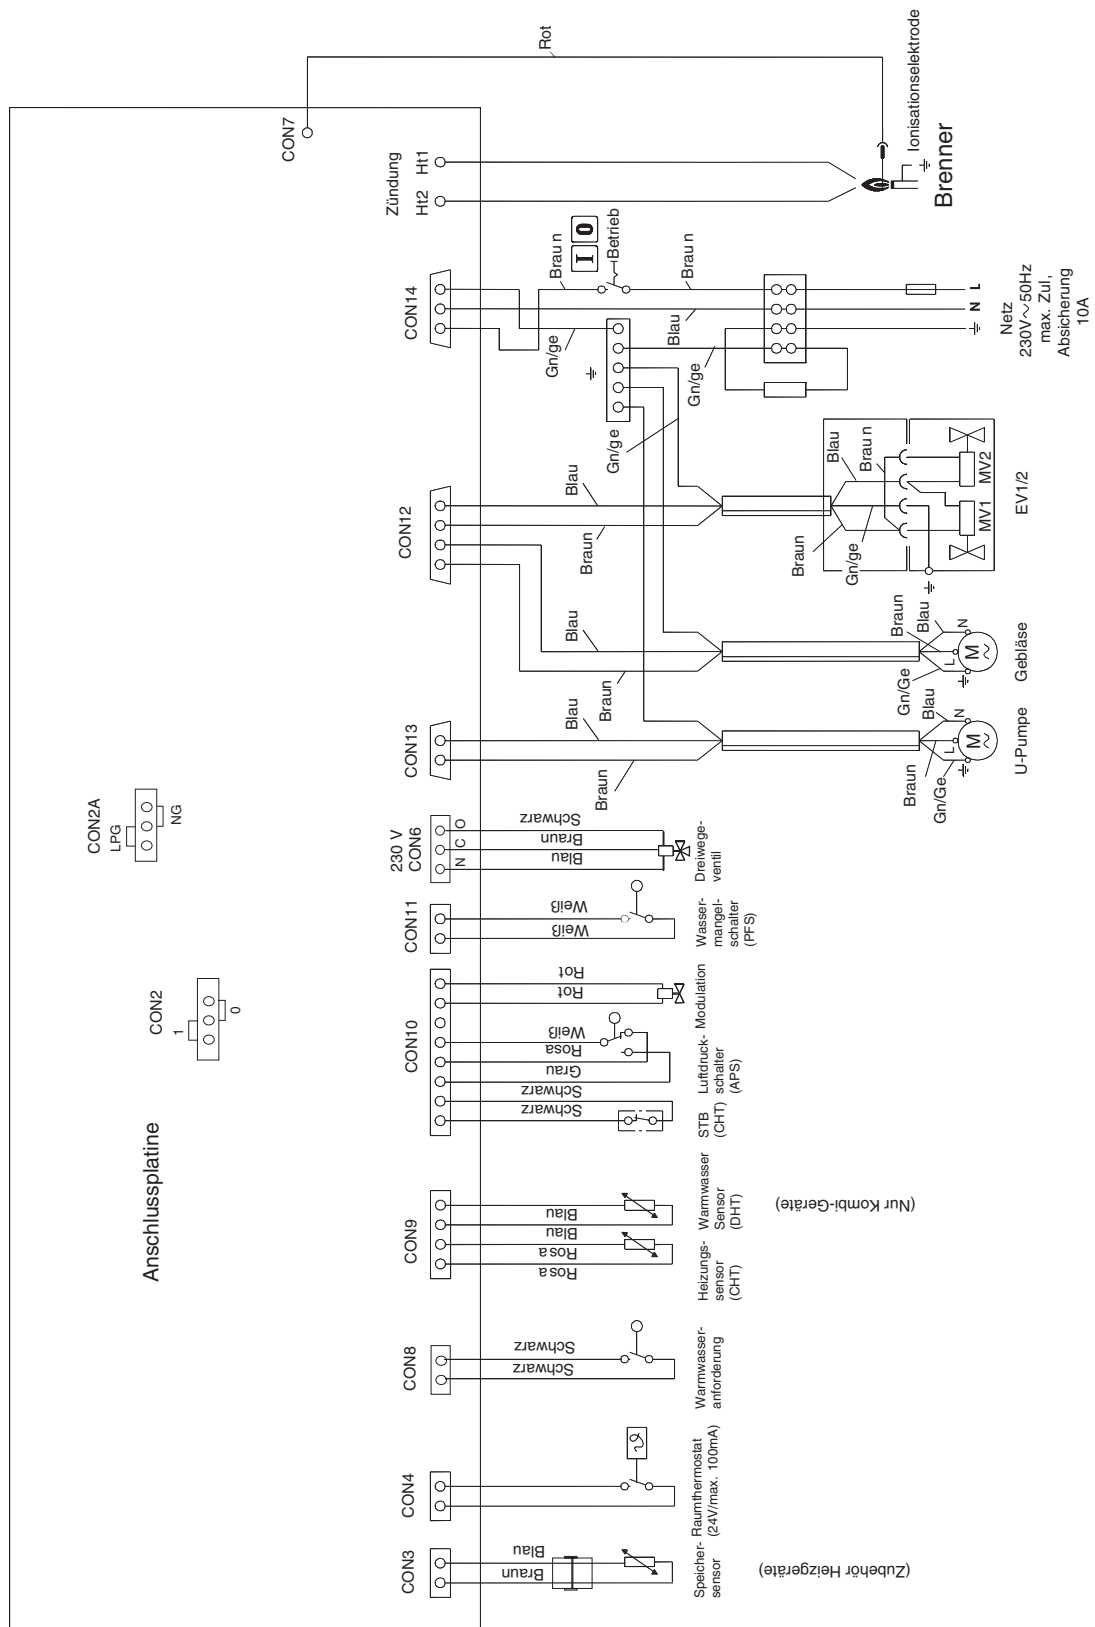 Anschlussplatine
CON2
1
0
CON2A
LPG
NG
CON3
Blau
Braun
Speicher-
sensor
(Zubehör Heizgeräte)
CON4
Raumthermostat
(24V/max. 100mA)
CON8
Schwarz
Schwarz
Warmwasser-
anforderung
CON9
Blau
Blau
Rosa
Rosa
Heizungs-
sensor
(CHT)
Warmwasser
Sensor
(DHT)
(Nur Kombi-Geräte)
CON10
Rot
Rot
Weiß
Rosa
Grau
Schwarz
Schwarz
STB
(CHT)
Luftdruck-
schalter
(APS)
Modulation
CON11
Weiß
Weiß
Wasser-
mangel-
schalter
(PFS)
230 V
CON6
N C O
Schwarz
Braun
Blau
Dreiwege-
ventil
CON13
Blau
Braun
Braun
Gn/Ge
Blau
L
N
M
U-Pumpe
CON12
Blau
Braun
Blau
Braun
Gn/Ge
Braun
Blau
L
N
M
Gebläse
Braun
Gn/ge
Blau
Braun
MV1
MV2
EV1/2
CON14
Gn/ge
Gn/ge
Gn/ge
Braun
I
0
Betrieb
Braun
Blau
L
N
Netz
230V~50Hz
max. Zul,
Absicherung
10A
Zündung
Ht2
Ht1
CON7
Rot
Ionisationselektrode
Brenner